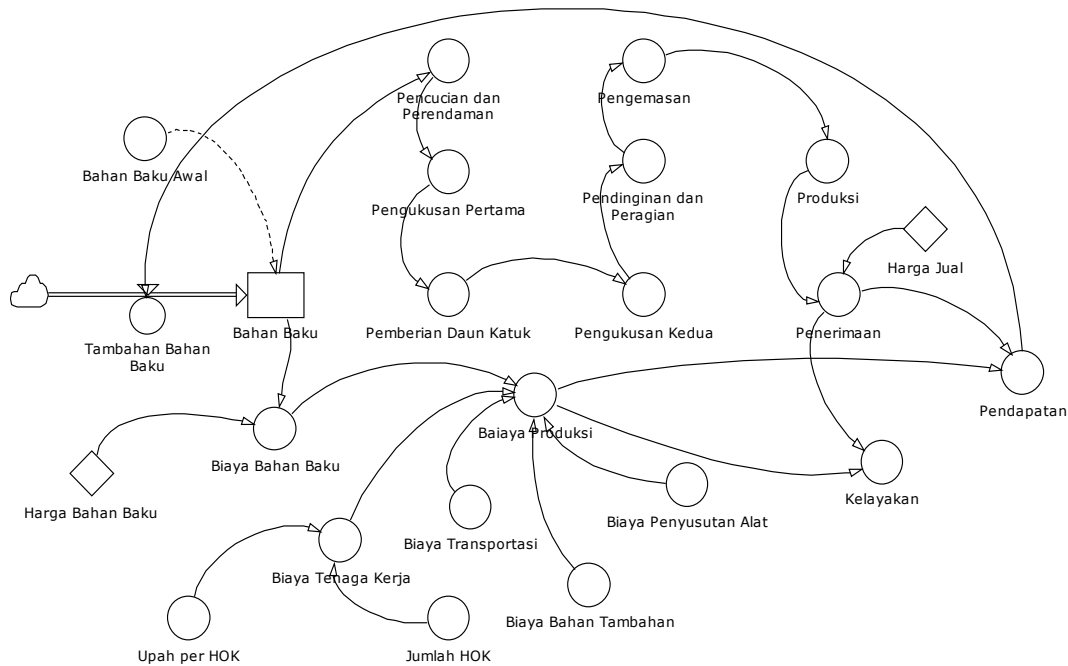 Pencucian dan
Perendaman
Pengemasan
Bahan Baku Awal
Pengukusan Pertama
Pendinginan dan
Peragian
Produksi
Harga Jual
Bahan Baku
Pemberian Daun Katuk
Pengukusan Kedua
Penerimaan
Tambahan Bahan
Baku
Pendapatan
Baiaya Produksi
Biaya Bahan Baku
Kelayakan
Harga Bahan Baku
Biaya Penyusutan Alat
Biaya Transportasi
Biaya Tenaga Kerja
Biaya Bahan Tambahan
Upah per HOK
Jumlah HOK